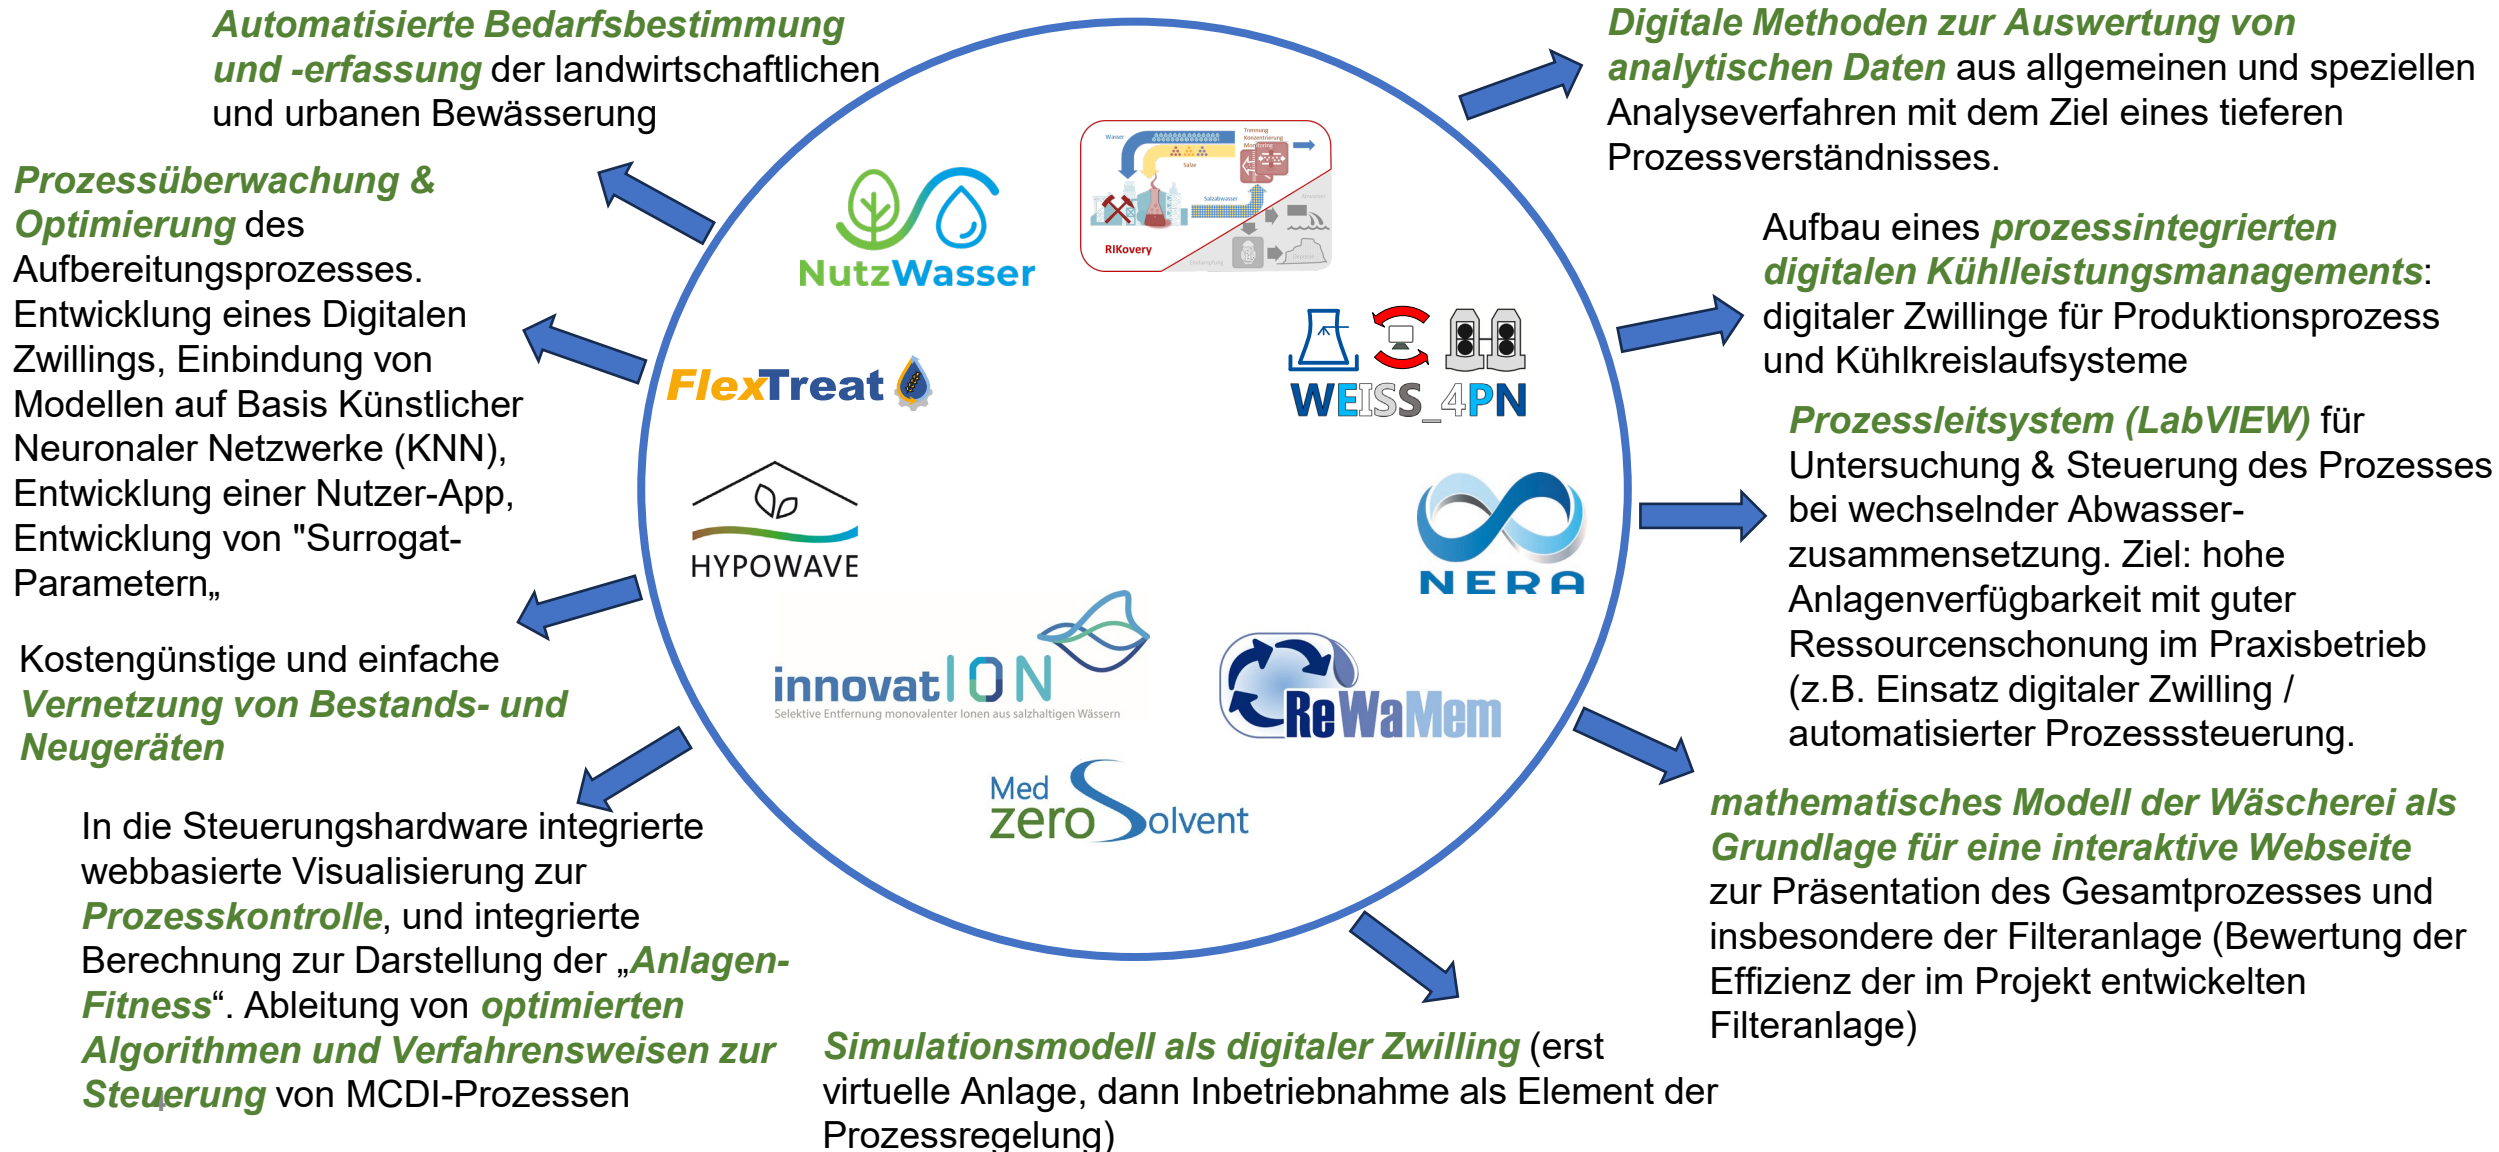 Automatisierte Bedarfsbestimmung
und -erfassung der landwirtschaftlichen
und urbanen Bewässerung
Prozessüberwachung &
Optimierung des
Aufbereitungsprozesses.
Entwicklung eines Digitalen
Zwillings, Einbindung von
Modellen auf Basis Künstlicher
Neuronaler Netzwerke (KNN),
Entwicklung einer Nutzer-App,
Entwicklung von "Surrogat-
Parametern„
Kostengünstige und einfache
Vernetzung von Bestands- und
Neugeräten
In die Steuerungshardware integrierte
webbasierte Visualisierung zur
Prozesskontrolle, und integrierte
Berechnung zur Darstellung der „Anlagen-
Fitness“. Ableitung von optimierten
Algorithmen und Verfahrensweisen zur
Steuerung von MCDI-Prozessen
4
NutzWasser
Wasser
Salze
Trennung
Konzentrierung
Monitoring
Salzabwasser
RIKovery
FlexTreat
WEISS_4PN
HYPOWAVE
NERA
innovatION
Selektive Entfernung monovalenter Ionen aus salzhaltigen Wässern
ReWaMem
Med
zero Solvent
Digitale Methoden zur Auswertung von
analytischen Daten aus allgemeinen und speziellen
Analyseverfahren mit dem Ziel eines tieferen
Prozessverständnisses.
Aufbau eines prozessintegrierten
digitalen Kühlleistungsmanagements:
digitaler Zwillinge für Produktionsprozess
und Kühlkreislaufsysteme
Prozessleitsystem (LabVIEW) für
Untersuchung & Steuerung des Prozesses
bei wechselnder Abwasser-
zusammensetzung. Ziel: hohe
Anlagenverfügbarkeit mit guter
Ressourcenschonung im Praxisbetrieb
(z.B. Einsatz digitaler Zwilling /
automatisierter Prozesssteuerung.
mathematisches Modell der Wäscherei als
Grundlage für eine interaktive Webseite
zur Präsentation des Gesamtprozesses und
insbesondere der Filteranlage (Bewertung der
Effizienz der im Projekt entwickelten
Filteranlage)
Simulationsmodell als digitaler Zwilling (erst
virtuelle Anlage, dann Inbetriebnahme als Element der
Prozessregelung)